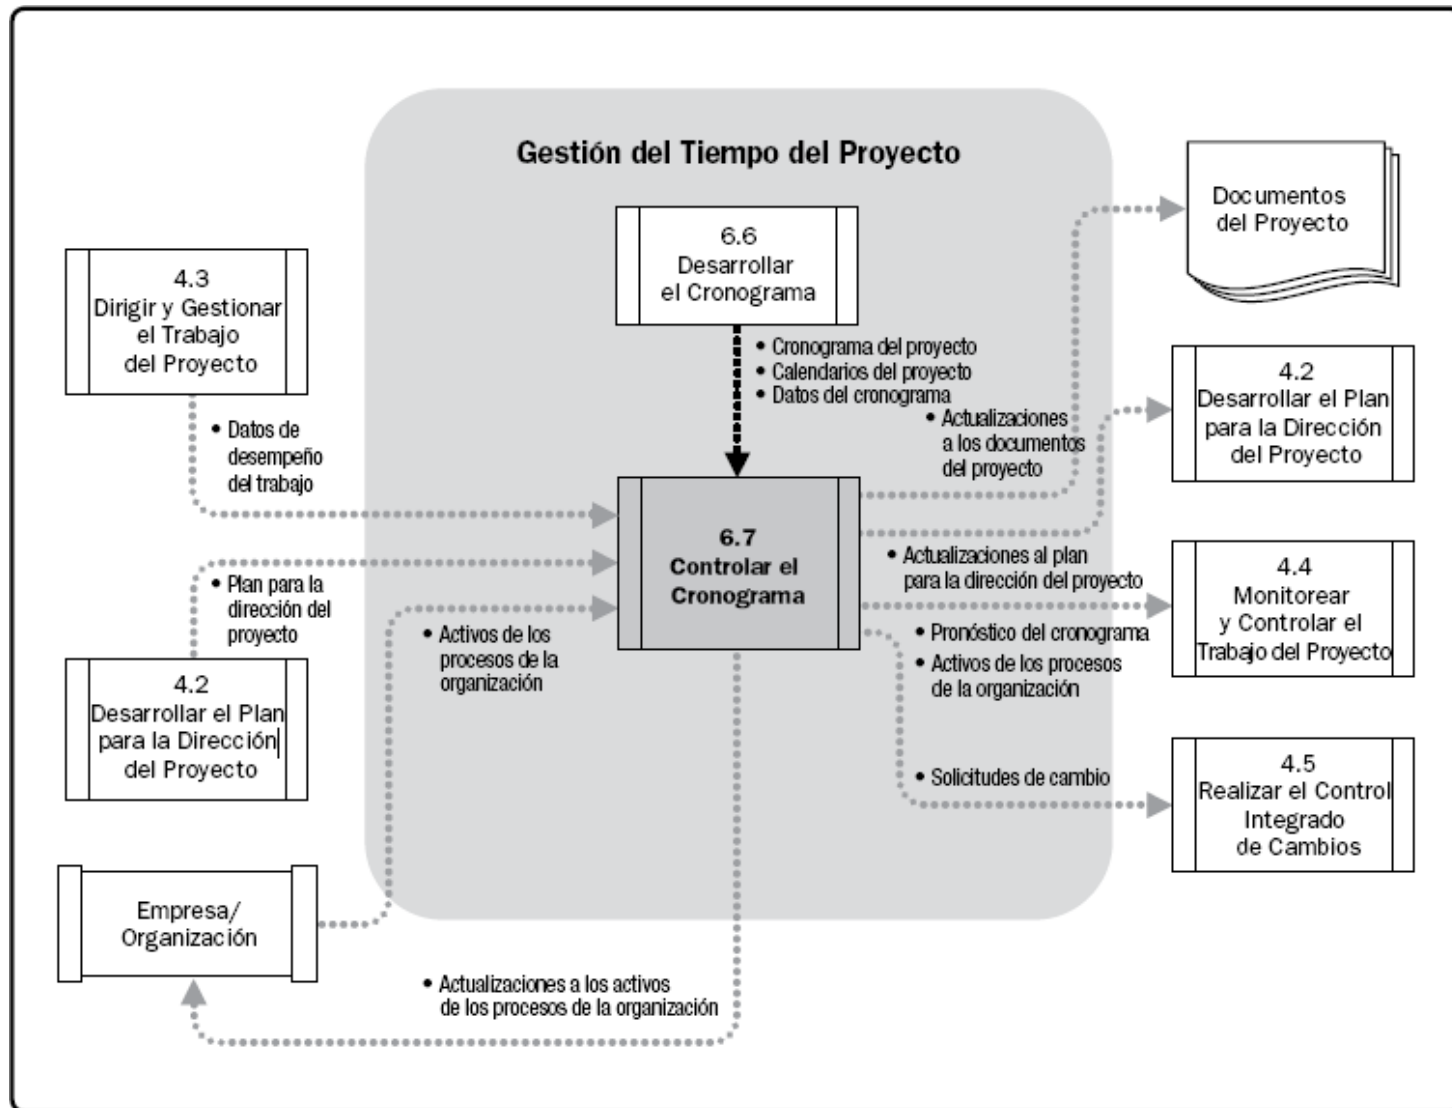 Gestión del Tiempo del Proyecto
4.3
Dirigir y Gestionar
el Trabajo
del Proyecto
• Datos de
desempeño
del trabajo
• Plan para la
dirección del
proyecto
4.2
Desarrollar el Plan
para la Dirección
del Proyecto
Empresa/
Organización
6.6
Desarrollar
el Cronograma
• Cronograma del proyecto
• Calendarios del proyecto
• Datos del cronograma
6.7
Controlar el
Cronograma
• Activos de los
procesos de la
organización
• Actualizaciones a los activos
de los procesos de la organización
• Actualizaciones
a los documentos
del proyecto
• Actualizaciones al plan
para la dirección del proyecto
• Pronóstico del cronograma
• Activos de los procesos
de la organización
• Solicitudes de cambio
Documentos
del Proyecto
4.2
Desarrollar el Plan
para la Dirección
del Proyecto
4.4
Monitorear
y Controlar el
Trabajo del Proyecto
4.5
Realizar el Control
Integrado
de Cambios